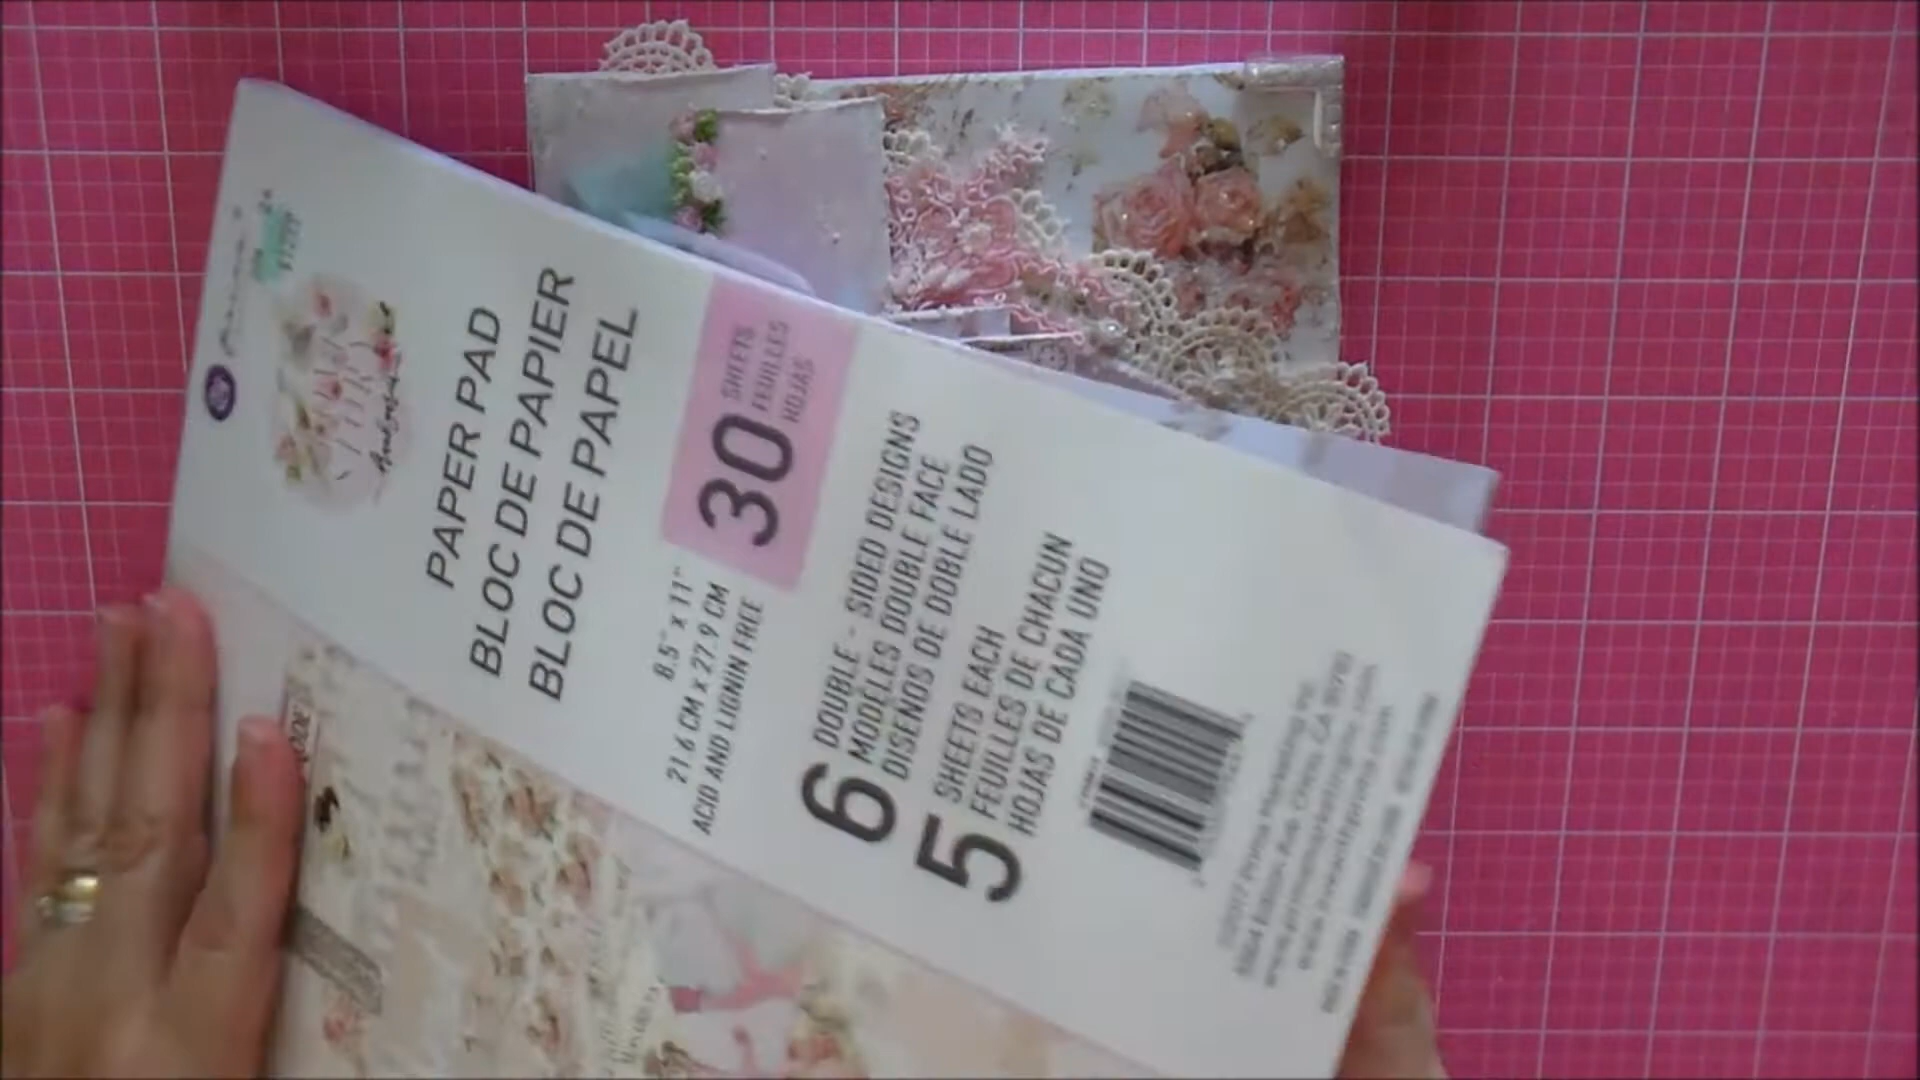 PAPER PAD
BLOC DE PAPIER
BLOC DE PAPEL
30
SHEETS
FEUILLES
HOJAS
8.5" x 11"
21.6 CM x 27.9 CM
ACID AND LIGNIN FREE
6
DOUBLE - SIDED DESIGNS
MODÈLES DOUBLE FACE
DISENOS DE DOBLE LADO
5
SHEETS EACH
FEUILLES DE CHACUN
HOJAS DE CADA UNO